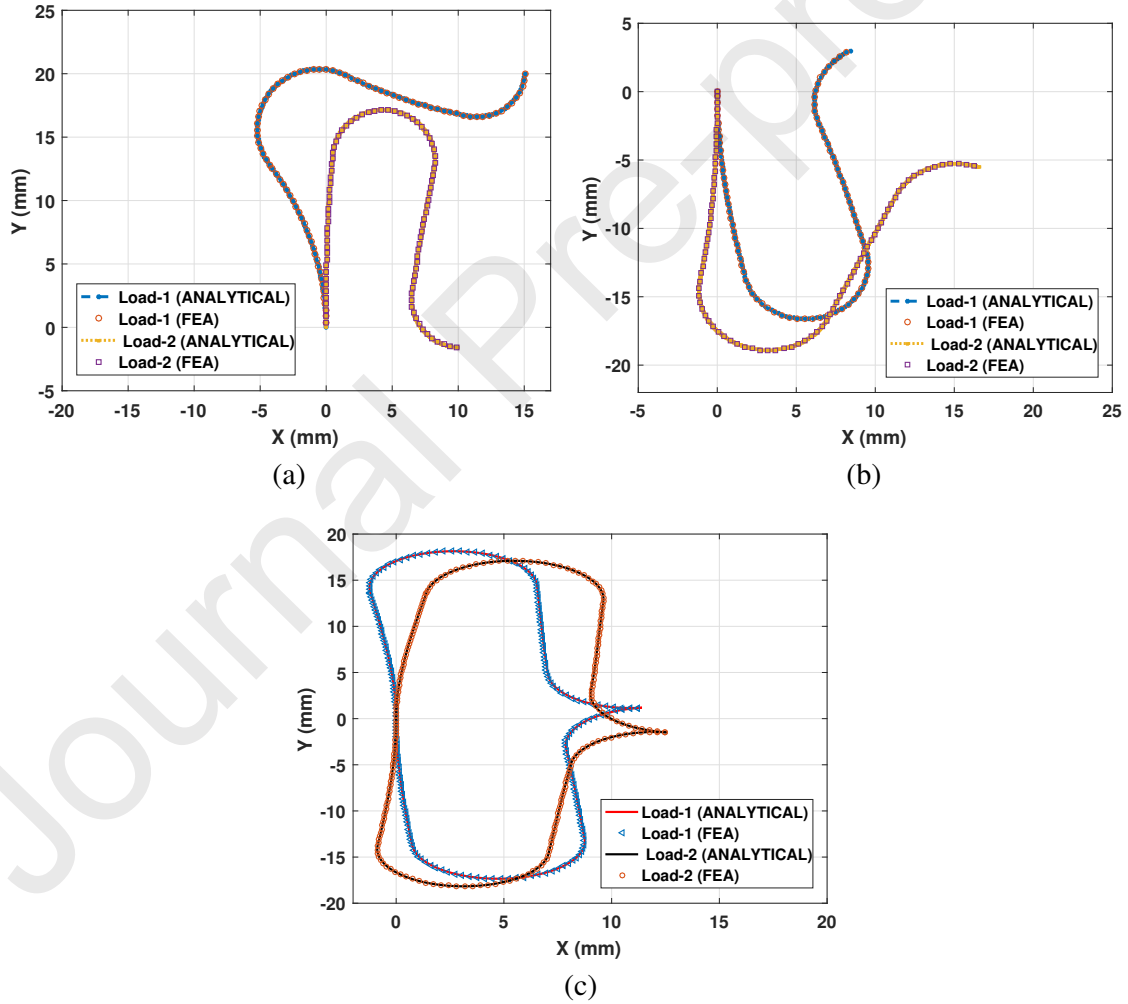 25
20
15
10
5
0
-5
Y (mm)
Load-1 (ANALYTICAL)
Load-1 (FEA)
Load-2 (ANALYTICAL)
Load-2 (FEA)
-20 -15 -10 -5 0 5 10 15
X (mm)
(a)
5
0
-5
-10
-15
-20
Y (mm)
Load-1 (ANALYTICAL)
Load-1 (FEA)
Load-2 (ANALYTICAL)
Load-2 (FEA)
-5 0 5 10 15 20 25
X (mm)
(b)
20
15
10
5
0
-5
-10
-15
-20
Y (mm)
Load-1 (ANALYTICAL)
Load-1 (FEA)
Load-2 (ANALYTICAL)
Load-2 (FEA)
0 5 10 15 20
X (mm)
(c)
Journal Pre-pr